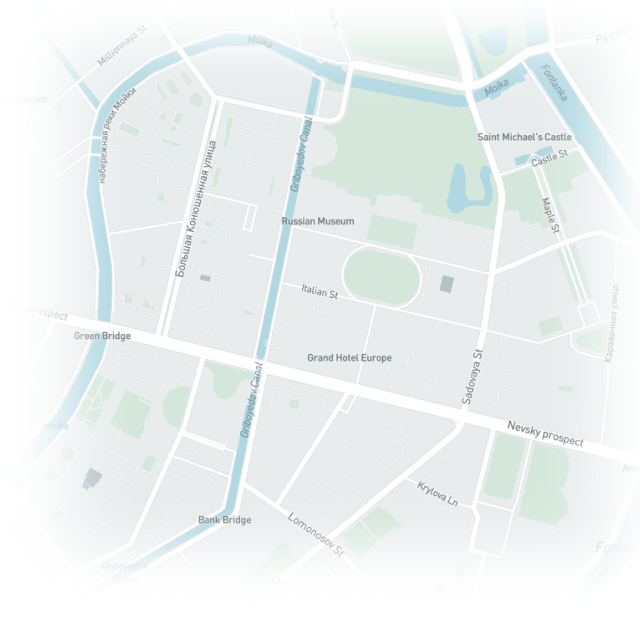 Millionnaya St
Moika
Moika
Fontanka
набережная реки Мойки
Saint Michael's Castle
Castle St
Griboyedov Canal
Большая Конюшенная улица
Maple St
Russian Museum
Italian St
prospect
Green Bridge
Караванная улица
Grand Hotel Europe
Sadovaya St
Griboyedov Canal
Nevsky prospect
Moika
Krylova Ln
Bank Bridge
Lomonosov St